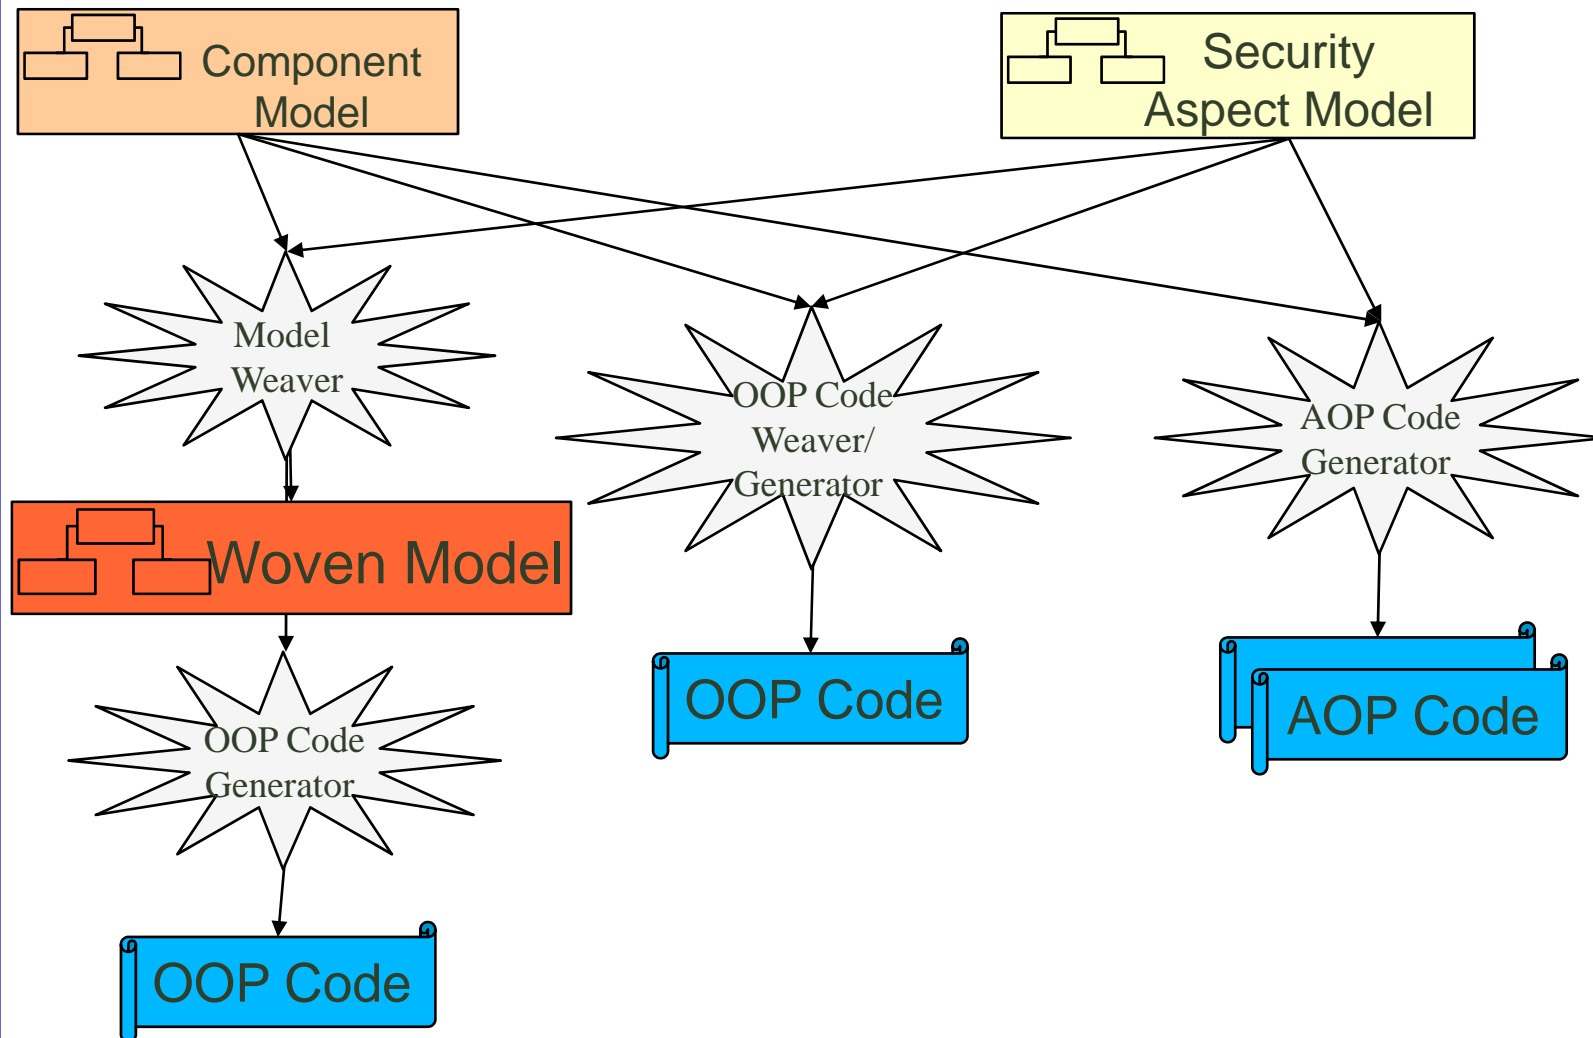 Component
Model
Security
Aspect Model
Model
Weaver
OOP Code
Weaver/
Generator
AOP Code
Generator
Woven Model
OOP Code
AOP Code
OOP Code
Generator
OOP Code